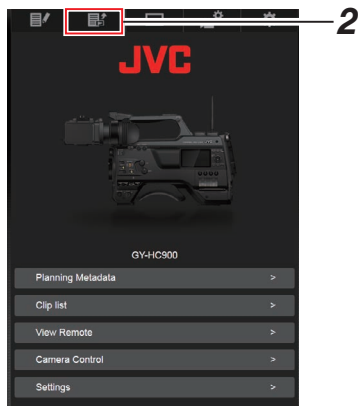 2
JVC
GY-HC900
Planning Metadata >
Clip list >
View Remote >
Camera Control >
Settings >